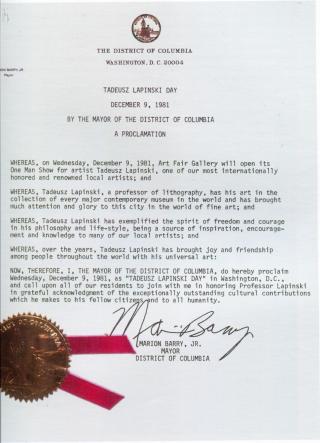 THE DISTRICT OF COLUMBIA
WASHINGTON, D. C. 20004
ION BARRY, JR.
Mayor
TADEUSZ LAPINSKI DAY
DECEMBER 9, 1981
BY THE MAYOR OF THE DISTRICT OF COLUMBIA
A PROCLAMATION
WHEREAS, on Wednesday, December 9, 1981, Art Fair Gallery will open its
One Man Show for artist Tadeusz Lapinski, one of our most internationally
honored and renowned local artists; and
WHEREAS, Tadeusz Lapinski, a professor of lithography, has his art in the
collection of every major contemporary museum in the world and has brought
much attention and glory to this city in the world of fine art; and
WHEREAS, Tadeusz Lapinski has exemplified the spirit of freedom and courage
in his philosophy and life-style, being a source of inspiration, encourage-
ment and knowledge to many of our local artists; and
WHEREAS, over the years, Tadeusz Lapinski has brought joy and friendship
among people throughout the world with his universal art:
NOW, THEREFORE, I, THE MAYOR OF THE DISTRICT OF COLUMBIA, do hereby proclaim
Wednesday, December 9, 1981, as "TADEUSZ LAPINSKI DAY" in Washington, D.C.,
and call upon all of our residents to join with me in honoring Professor Lapinski
in grateful acknowledgment of the exceptionally outstanding cultural contributions
which he makes to his fellow citizens and to all humanity.
Marion Barry, Jr.
MARION BARRY, JR.
MAYOR
DISTRICT OF COLUMBIA